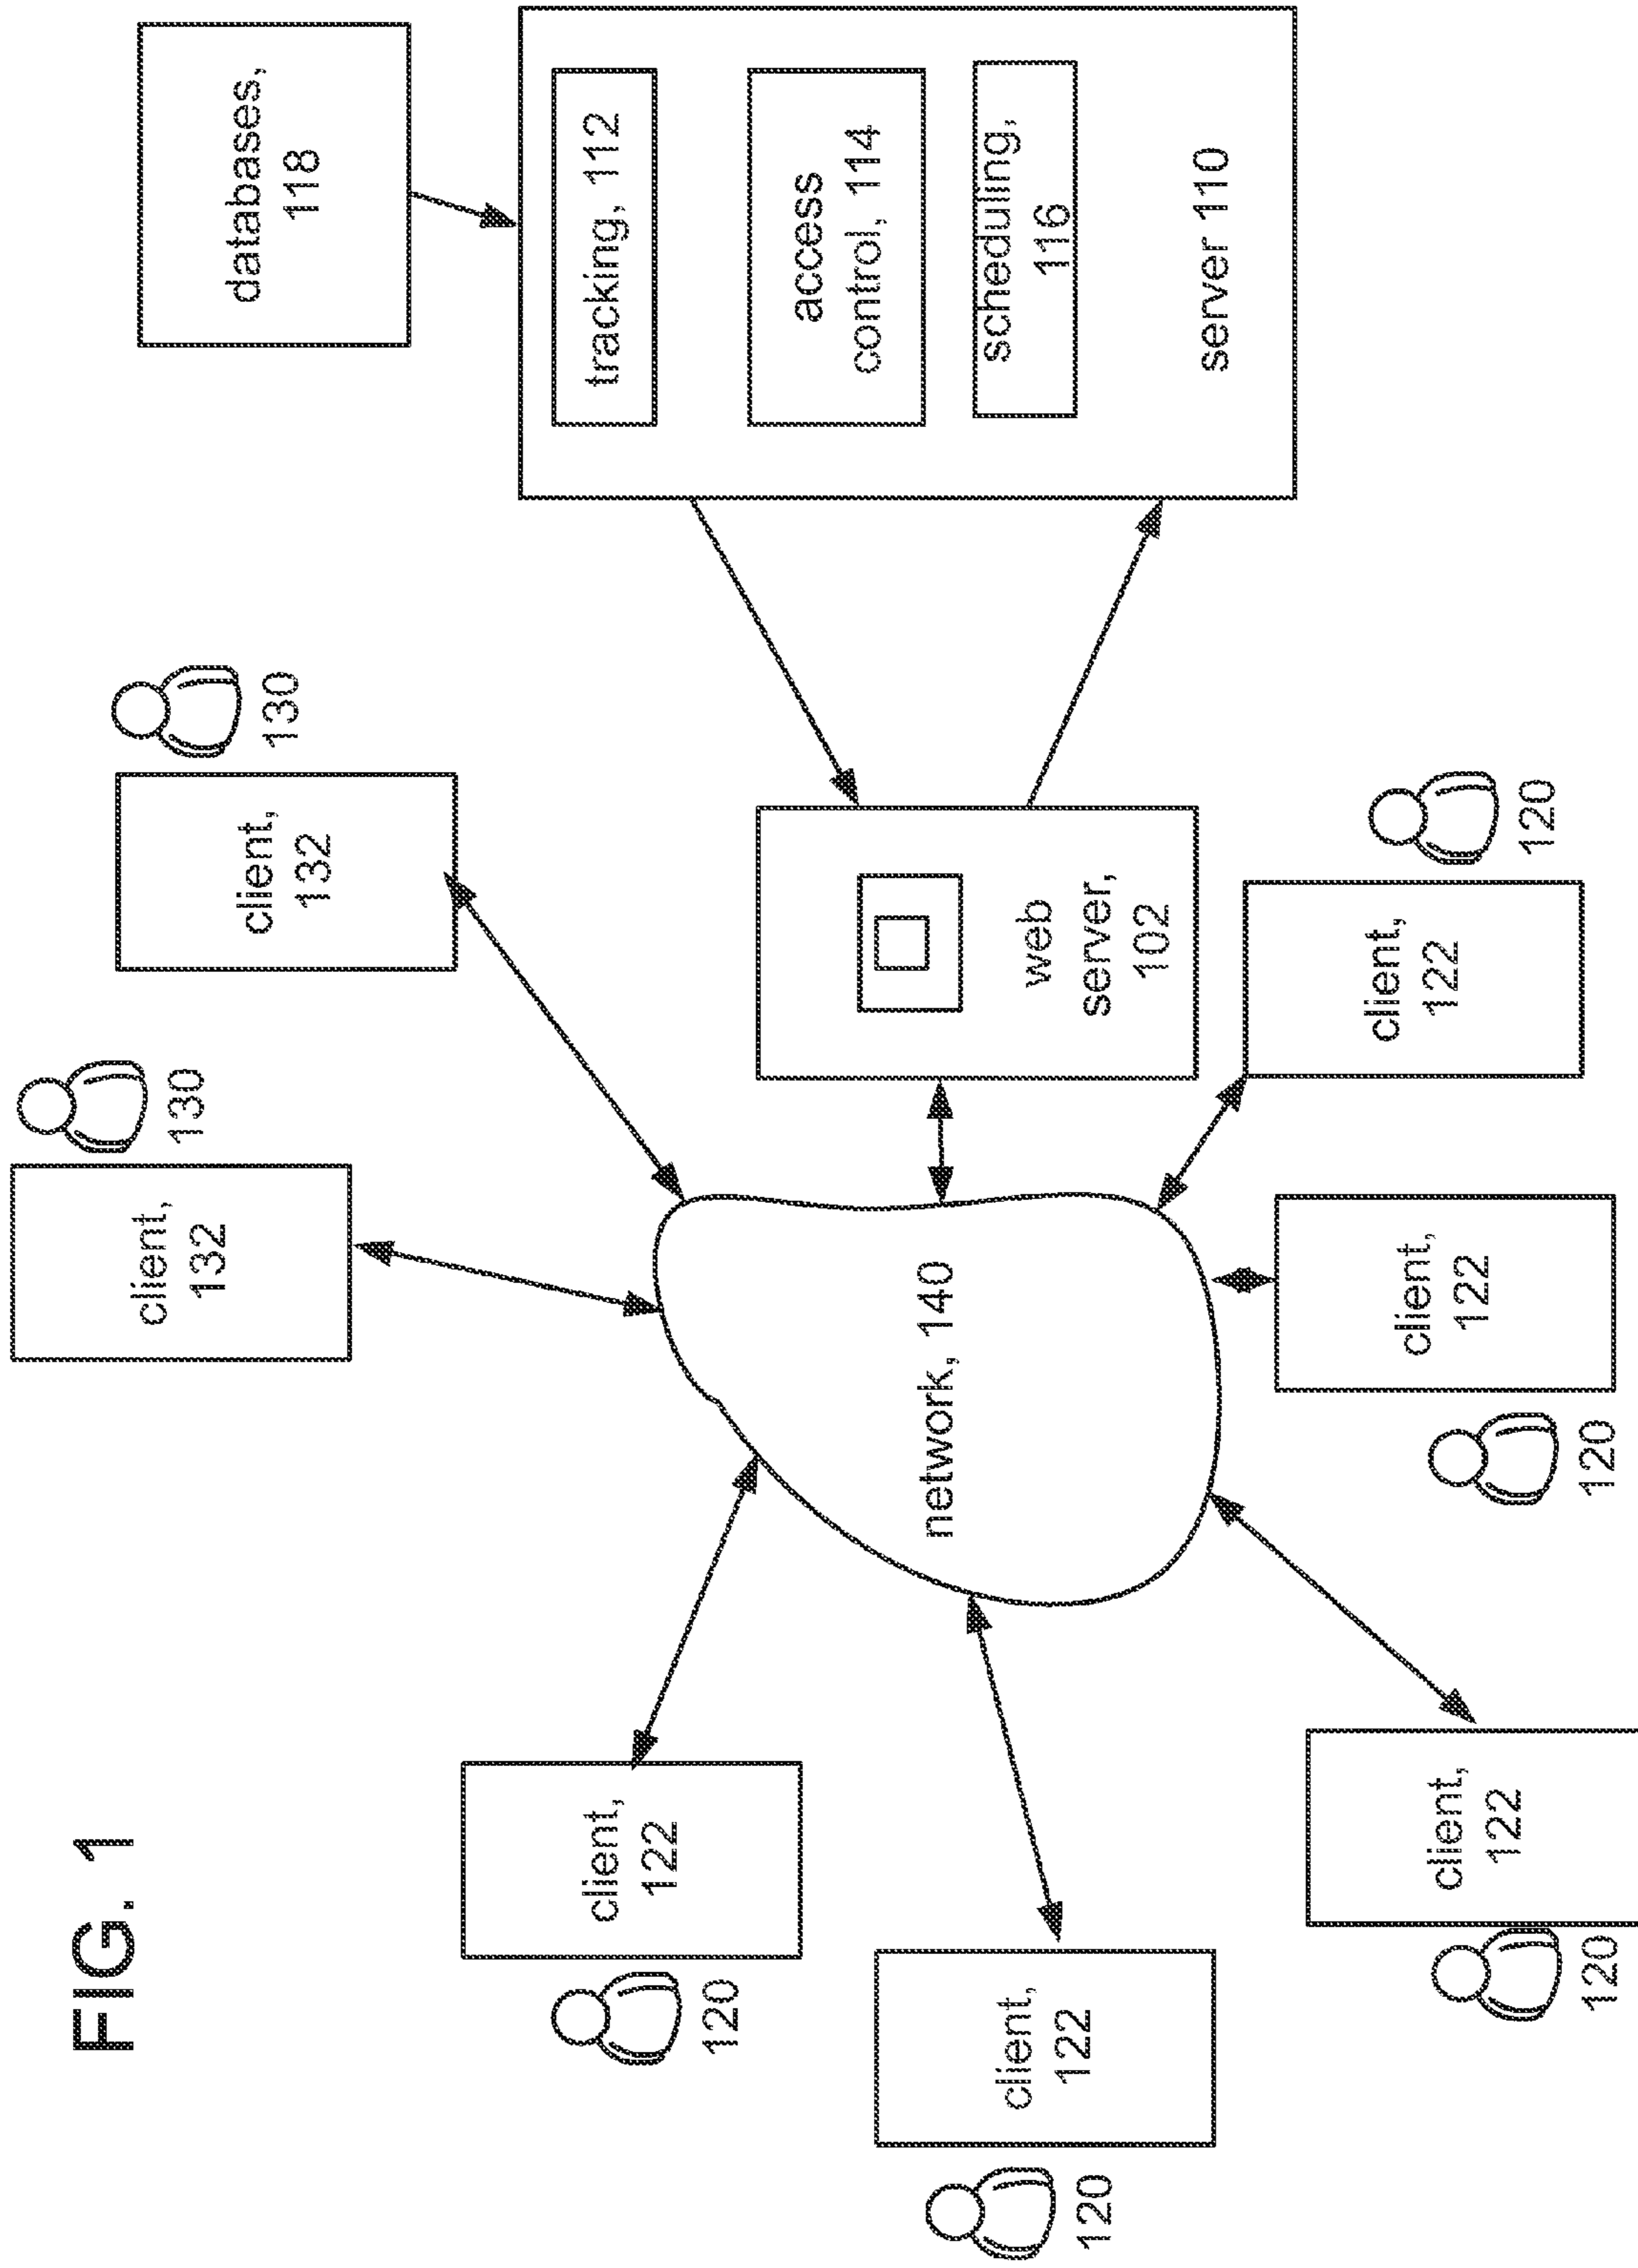 FIG. 1
client,
132
130
client,
132
130
databases,
118
tracking, 112
access
control, 114
scheduling,
116
server 110
client,
122
120
network, 140
web
server,
102
client,
122
120
client,
122
120
client,
122
120
client,
122
120